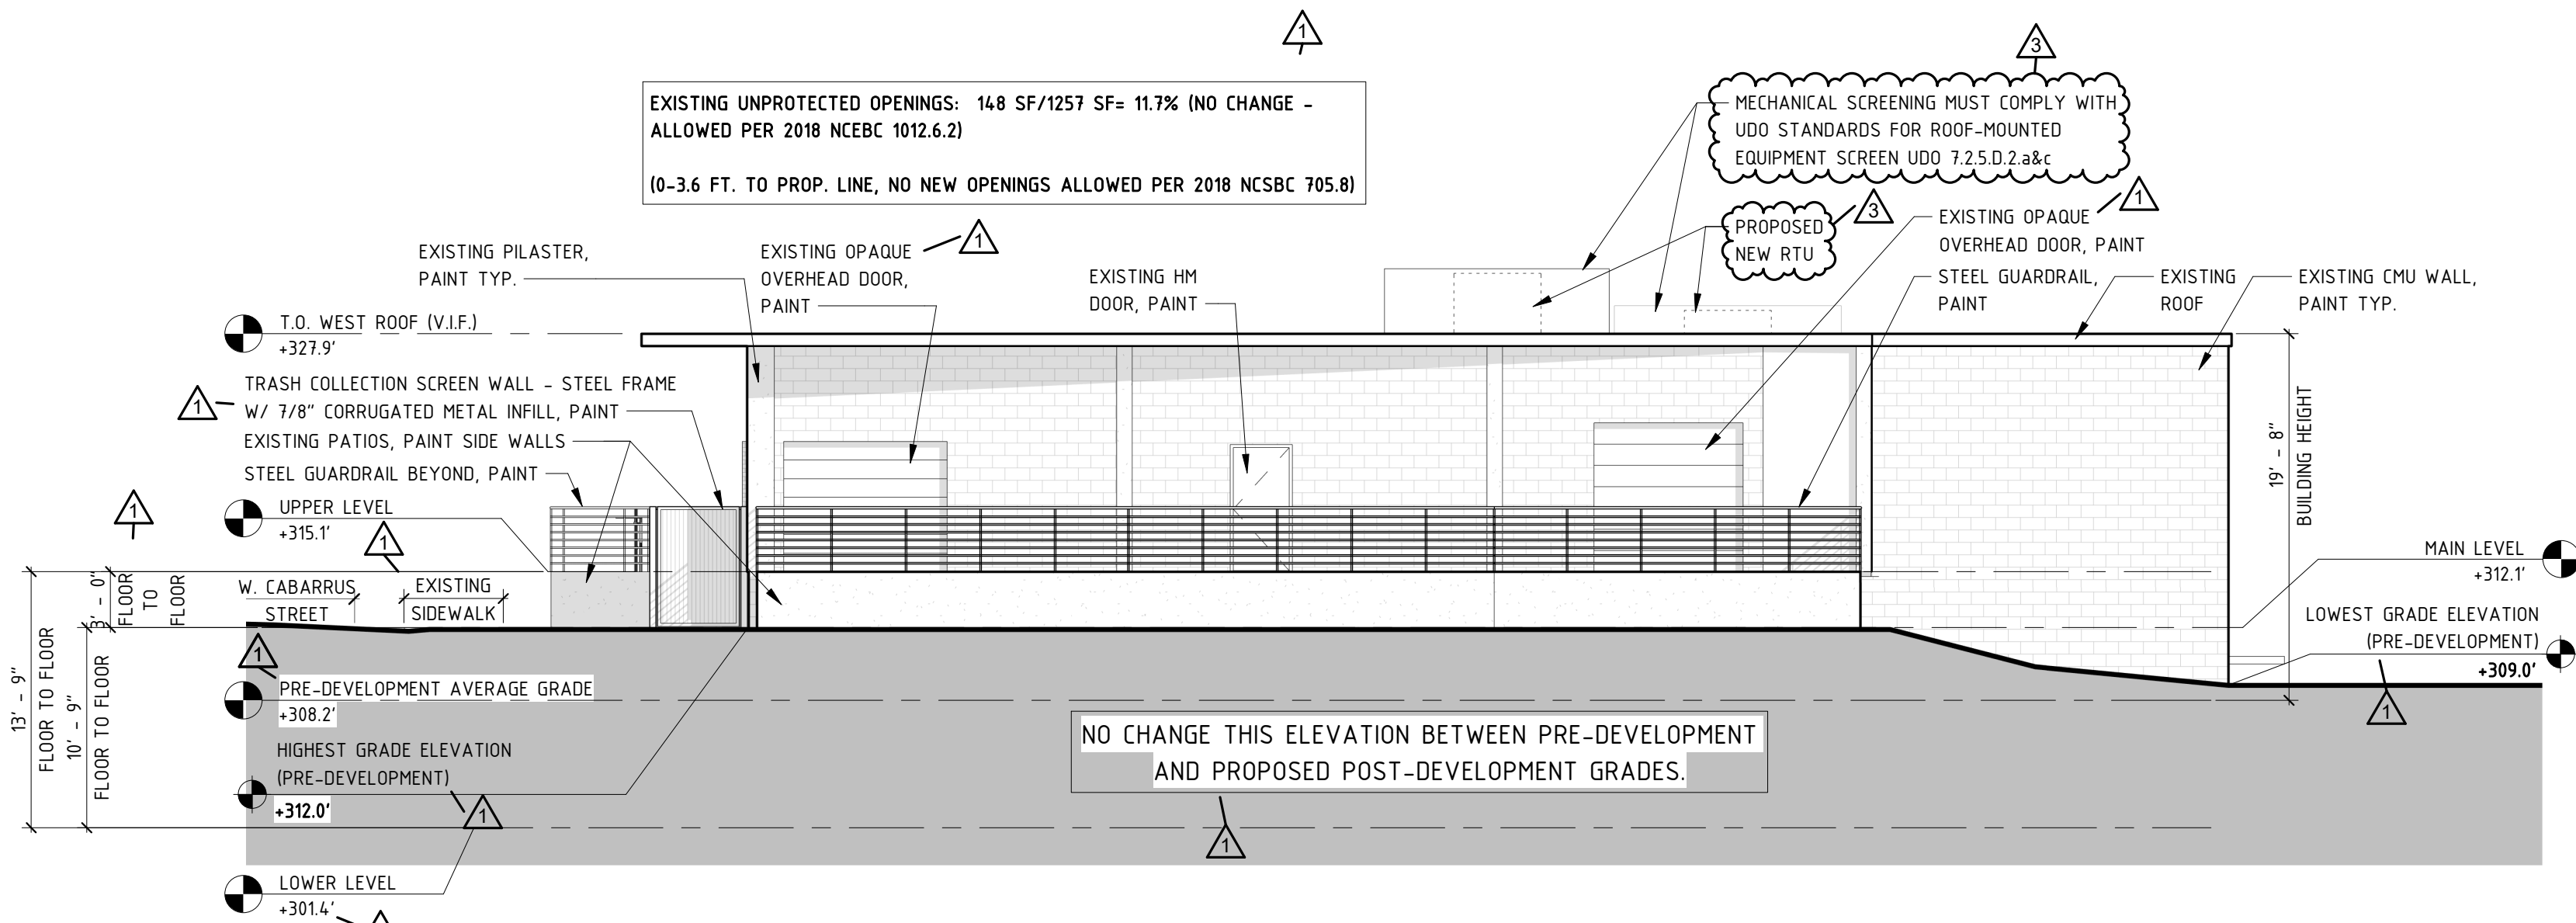 1
3
EXISTING UNPROTECTED OPENINGS: 148 SF/1257 SF= 11.7% (NO CHANGE -
ALLOWED PER 2018 NCEBC 1012.6.2)
(0-3.6 FT. TO PROP. LINE, NO NEW OPENINGS ALLOWED PER 2018 NCSBC 705.8)
MECHANICAL SCREENING MUST COMPLY WITH
UDO STANDARDS FOR ROOF-MOUNTED
EQUIPMENT SCREEN UDO 7.2.5.D.2.a&c
1
3
PROPOSED
NEW RTU
EXISTING OPAQUE
OVERHEAD DOOR, PAINT
1
EXISTING PILASTER,
PAINT TYP.
EXISTING OPAQUE
OVERHEAD DOOR,
PAINT
EXISTING HM
DOOR, PAINT
STEEL GUARDRAIL,
PAINT
EXISTING
ROOF
EXISTING CMU WALL,
PAINT TYP.
T.O. WEST ROOF (V.I.F.)
+327.9'
TRASH COLLECTION SCREEN WALL - STEEL FRAME
W/ 7/8" CORRUGATED METAL INFILL, PAINT
1
EXISTING PATIOS, PAINT SIDE WALLS
STEEL GUARDRAIL BEYOND, PAINT
19' - 8"
BUILDING HEIGHT
1
UPPER LEVEL
+315.1'
1
MAIN LEVEL
+312.1'
3' - 0"
FLOOR
TO
FLOOR
W. CABARRUS
STREET
EXISTING
SIDEWALK
LOWEST GRADE ELEVATION
(PRE-DEVELOPMENT)
+309.0'
1
1
PRE-DEVELOPMENT AVERAGE GRADE
+308.2'
13' - 9"
FLOOR TO FLOOR
10' - 9"
FLOOR TO FLOOR
HIGHEST GRADE ELEVATION
(PRE-DEVELOPMENT)
+312.0'
1
NO CHANGE THIS ELEVATION BETWEEN PRE-DEVELOPMENT
AND PROPOSED POST-DEVELOPMENT GRADES.
1
LOWER LEVEL
+301.4'